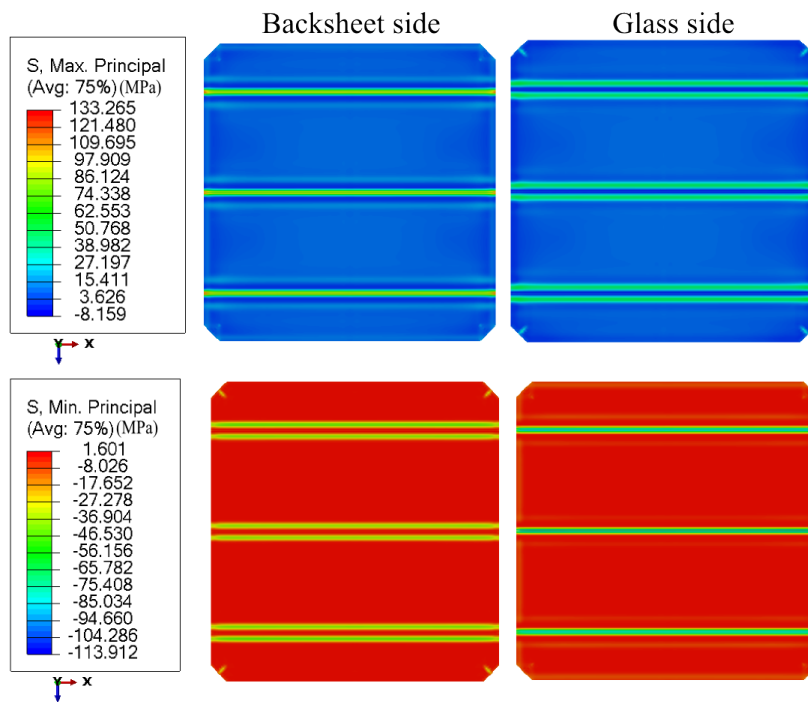 Backsheet side
Glass side
S, Max. Principal
(Avg: 75%) (MPa)
133.265
121.480
109.695
97.909
86.124
74.338
62.553
50.768
38.982
27.197
15.411
3.626
-8.159
Y
X
S, Min. Principal
(Avg: 75%) (MPa)
1.601
-8.026
-17.652
-27.278
-36.904
-46.530
-56.156
-65.782
-75.408
-85.034
-94.660
-104.286
-113.912
Y
X